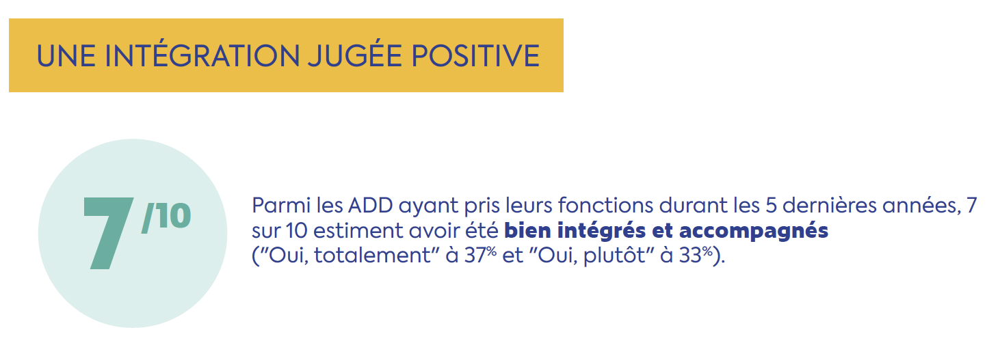 UNE INTÉGRATION JUGÉE POSITIVE
7/10
Parmi les ADD ayant pris leurs fonctions durant les 5 dernières années, 7
sur 10 estiment avoir été bien intégrés et accompagnés
("Oui, totalement" à 37% et "Oui, plutôt" à 33%).